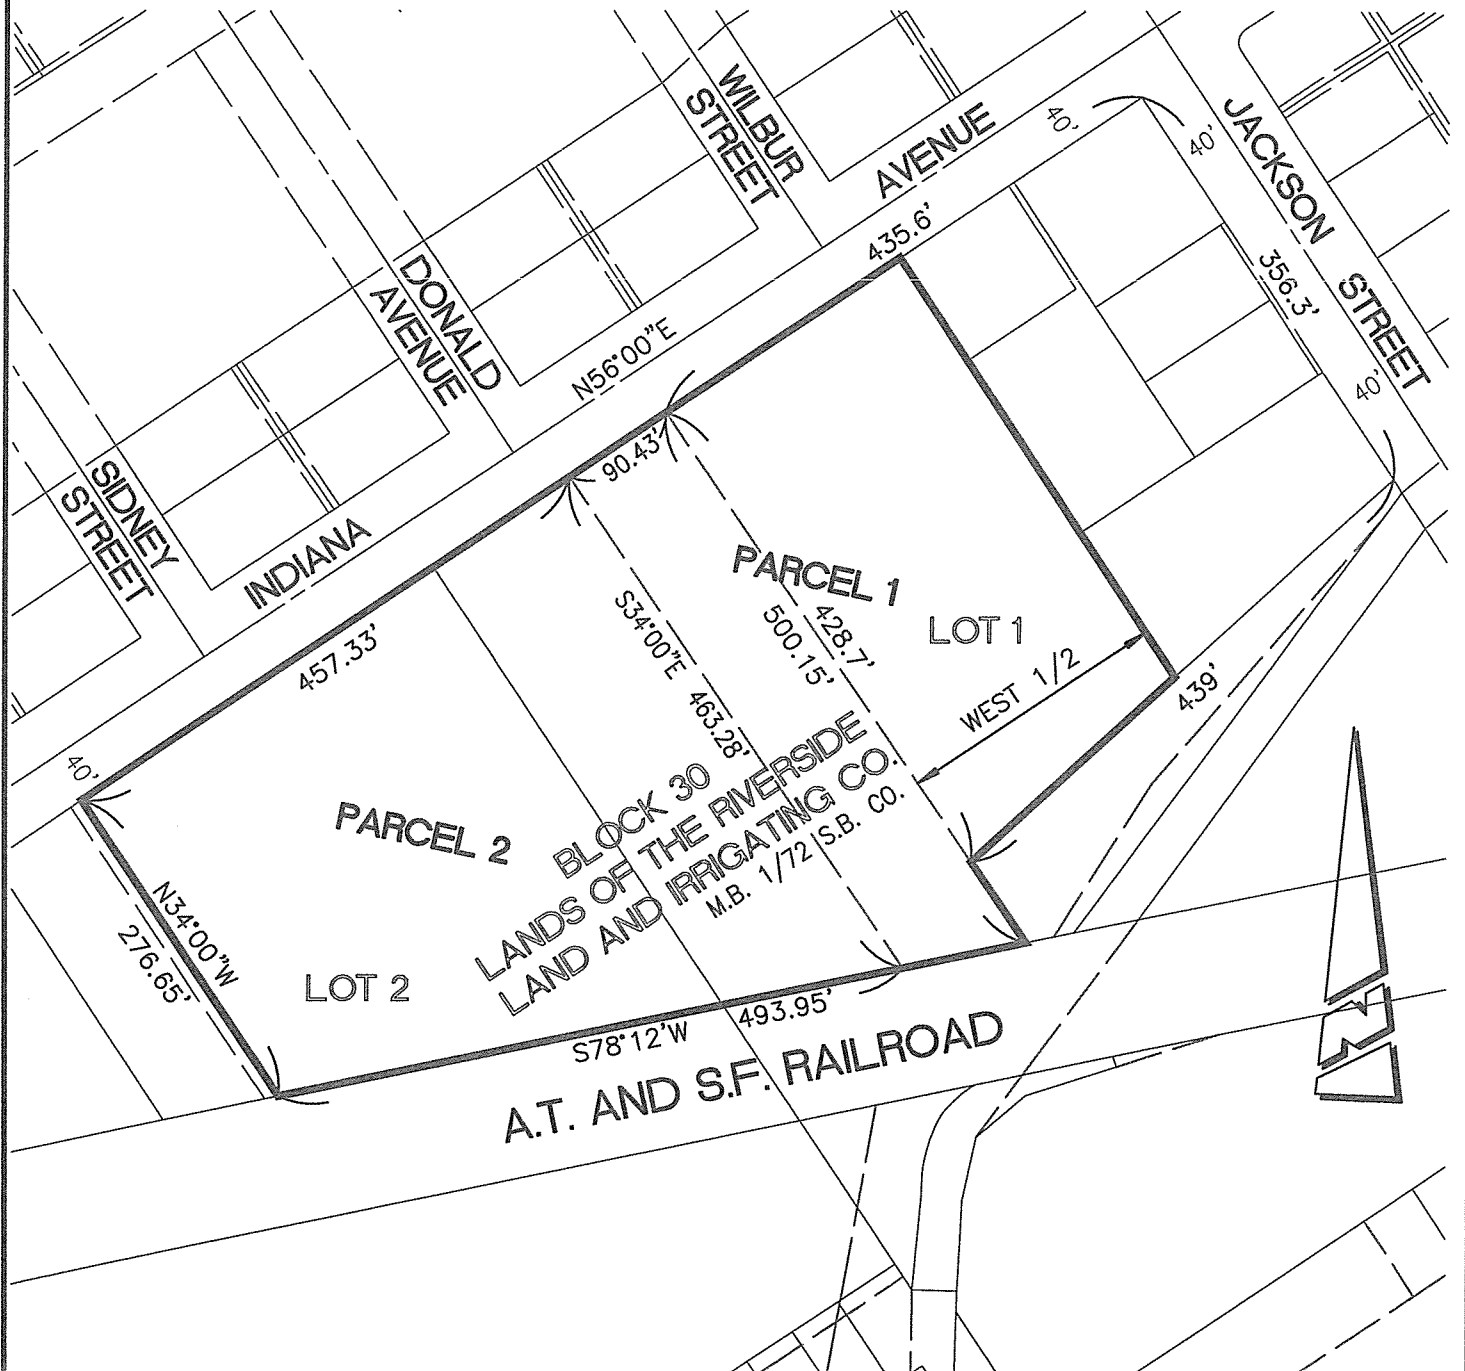 WILBUR
STREET
AVENUE
40'
40'
JACKSON
STREET
435.6'
356.3'
40'
DONALD
AVENUE
N56°00"E
SIDNEY
STREET
INDIANA
90.43'
457.33'
PARCEL 1
LOT 1
S34°00"E 463.28'
428.7'
500.15'
WEST 1/2
439'
40'
PARCEL 2
BLOCK 30
LANDS OF THE RIVERSIDE
LAND AND IRRIGATING CO.
M.B. 1/72 S.B. CO.
N34°00"W
276.65'
LOT 2
S78°12'W
493.95'
A.T. AND S.F. RAILROAD